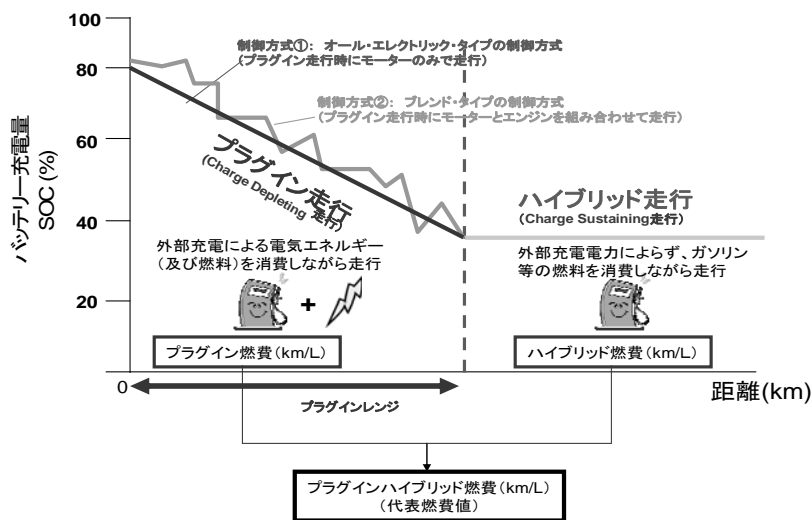 100
制御方式①： オール・エレクトリック・タイプの制御方式
（プラグイン走行時にモーターのみで走行）
80
制御方式②： ブレンド・タイプの制御方式
（プラグイン走行時にモーターとエンジンを組み合わせて走行）
60
バッテリー充電量
SOC (%)
プラグイン走行
(Charge Depleting 走行)
ハイブリッド走行
(Charge Sustaining走行)
40
外部充電による電気エネルギー
（及び燃料）を消費しながら走行
外部充電電力によらず、ガソリン
等の燃料を消費しながら走行
20
+
プラグイン燃費（km/L）
ハイブリッド燃費（km/L）
0
距離(km)
プラグインレンジ
プラグインハイブリッド燃費（km/L）
（代表燃費値）